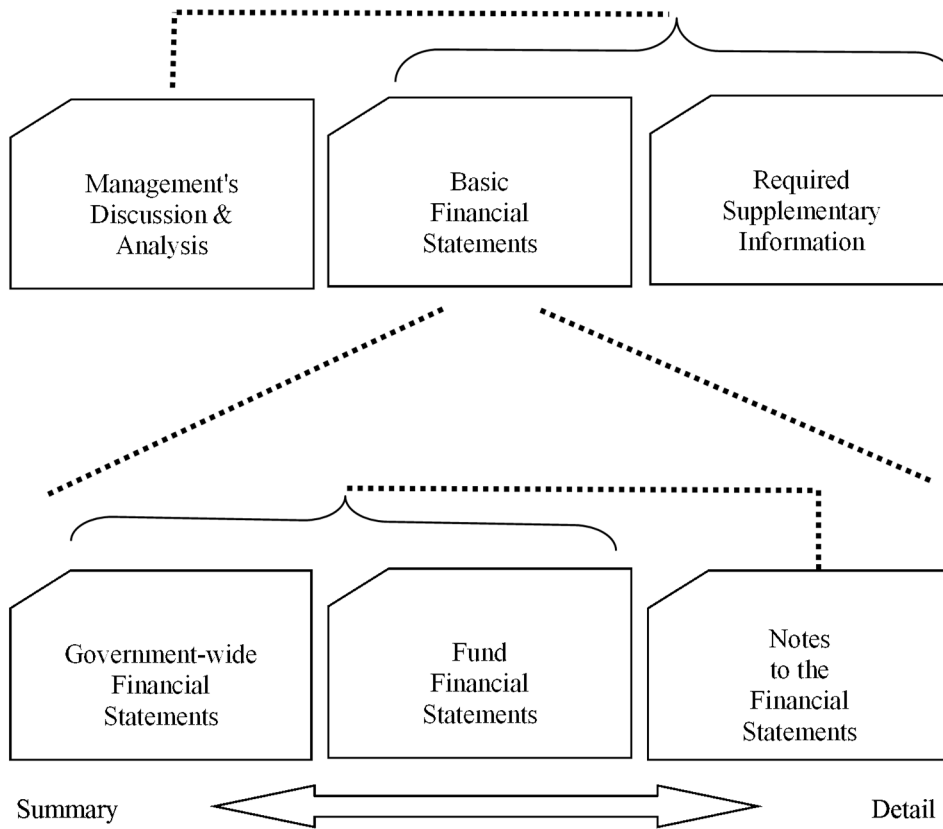 Management's
Discussion &
Analysis
Basic
Financial
Statements
Required
Supplementary
Information
Government-wide
Financial
Statements
Fund
Financial
Statements
Notes
to the
Financial
Statements
Summary
Detail